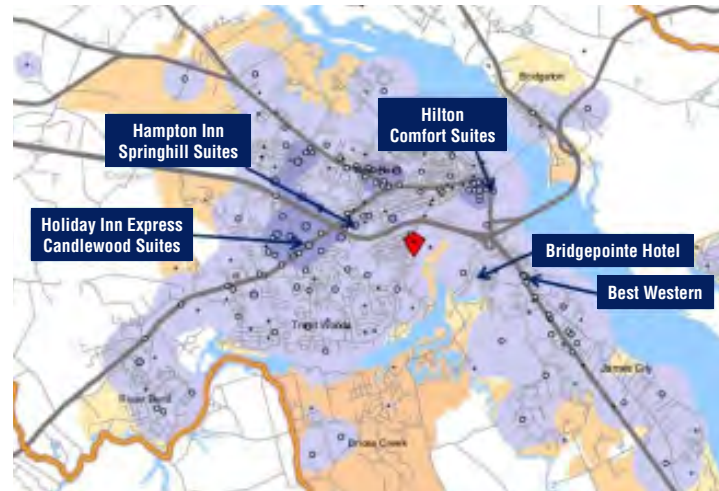 Bridgeton
Hilton
Comfort Suites
Hampton Inn
Springhill Suites
Holiday Inn Express
Candlewood Suites
Bridgepointe Hotel
Best Western
Trent Woods
James City
River Bend
Brices Creek